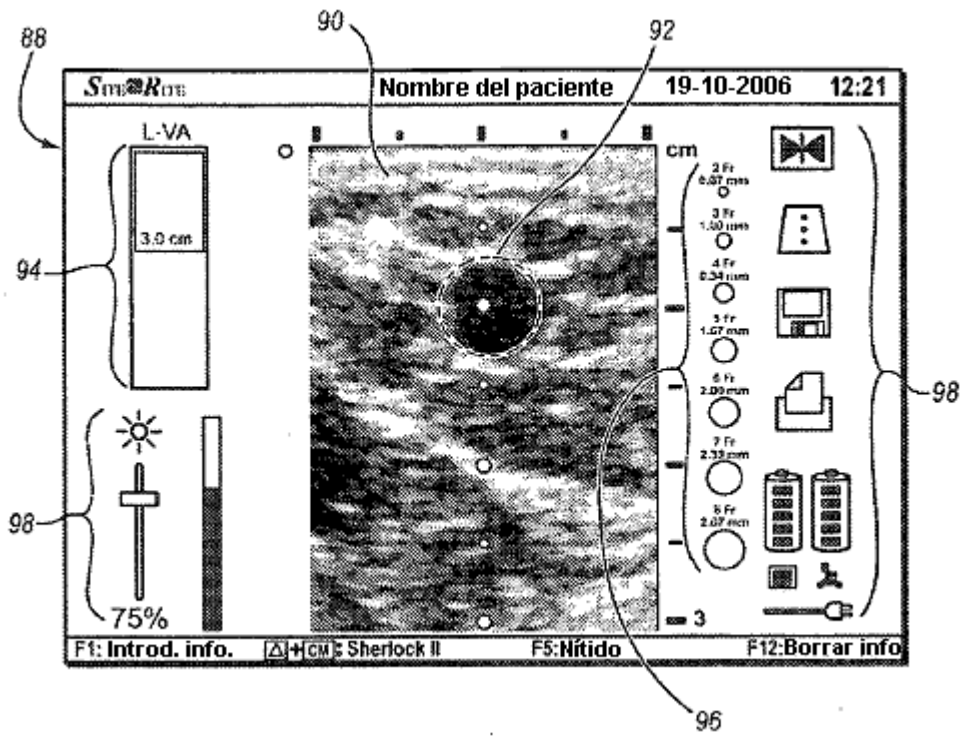 88
90
92
SITE RITE Nombre del paciente 19-10-2006 12:21
L-VA
cm
2 Fr
0.67 mm
3 Fr
4 Fr
3.0 cm
94
5 Fr
1.67 mm
6 Fr
2.00 mm
98
7 Fr
2.33 mm
8 Fr
98
75%
3
F1: Introd. info. CM : Sherlock II F5:Nítido F12:Borrar info
96